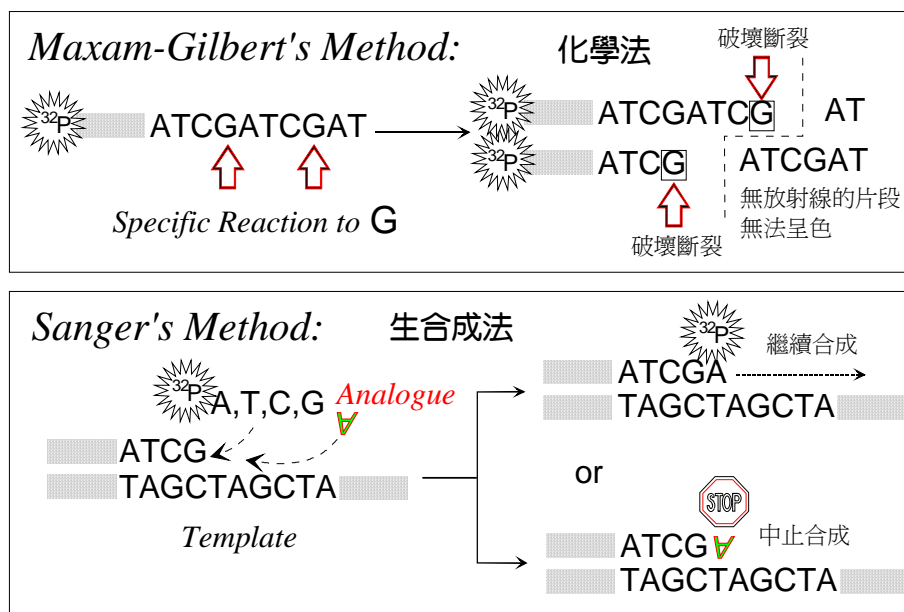 Maxam-Gilbert's Method: 化學法
破壞斷裂
32P ATCGATCGAT
32P ATCGATCG AT
32P ATCG ATCGAT
Specific Reaction to G
破壞斷裂
無放射線的片段
無法呈色
Sanger's Method: 生合成法
32P A,T,C,G Analogue
A
ATCG
TAGCTAGCTA
Template
32P
ATCGA 繼續合成
TAGCTAGCTA
or
STOP
ATCGA 中止合成
TAGCTAGCTA